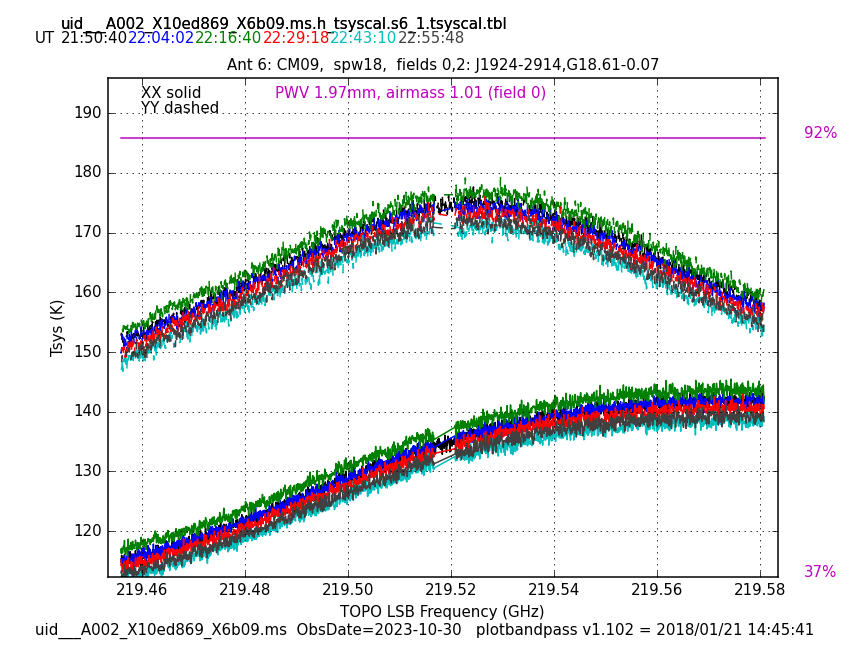 uid___A002_X10ed869_X6b09.ms.h_tsyscal.s6_1.tsyscal.tbl
UT 21:50:40 22:04:02 22:16:40 22:29:18 22:43:10 22:55:48
Ant 6: CM09,  spw18,  fields 0,2: J1924-2914,G18.61-0.07
XX solid
PWV 1.97mm, airmass 1.01 (field 0)
YY dashed
190
92%
180
170
160
Tsys (K)
150
140
130
120
37%
219.46 219.48 219.50 219.52 219.54 219.56 219.58
TOPO LSB Frequency (GHz)
uid___A002_X10ed869_X6b09.ms  ObsDate=2023-10-30   plotbandpass v1.102 = 2018/01/21 14:45:41